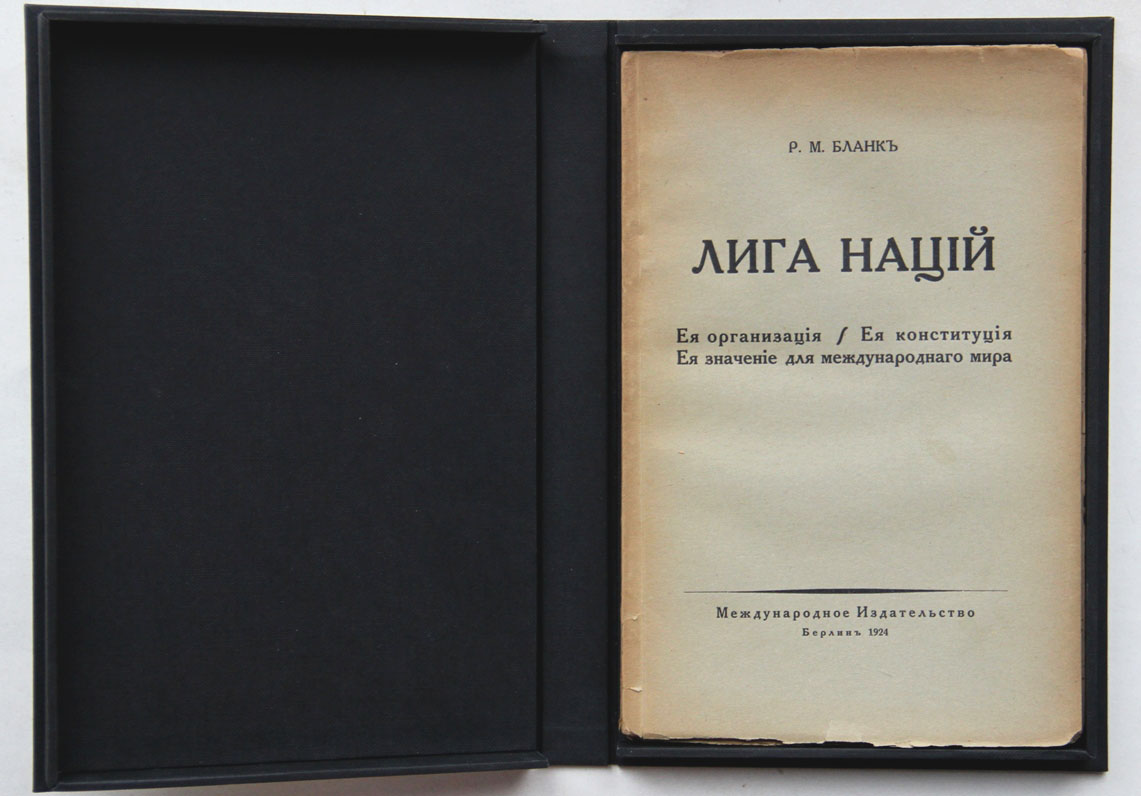 Р. М. БЛАНКЪ
ЛИГА НАЦІЙ
Ея организація / Ея конституція
Ея значеніе для международнаго мира
Международное Издательство
Берлинъ 1924